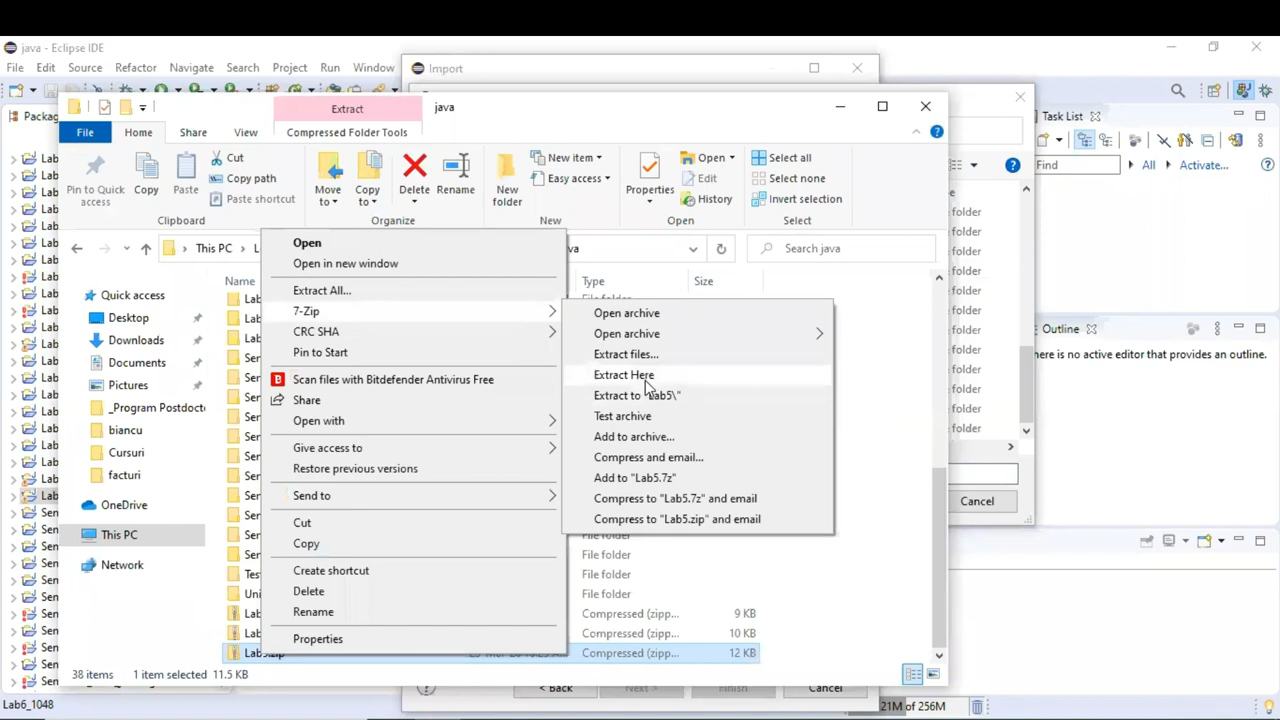 java - Eclipse IDE
File Edit Source Refactor Navigate Search Project Run Window
Import
Extract
java
File Home Share View Compressed Folder Tools
Pin to Quick access
Copy
Paste
Cut
Copy path
Paste shortcut
Clipboard
Move to
Copy to
Delete
Rename
Organize
New folder
New item
Easy access
New
Properties
Open
Edit
History
Open
Select all
Select none
Invert selection
Select
This PC
Search java
Name
Type
Size
Quick access
Desktop
Downloads
Documents
Pictures
_Program Postdocto
biancu
Cursuri
facturi
OneDrive
This PC
Network
Open
Open in new window
Extract All...
7-Zip
CRC SHA
Pin to Start
Scan files with Bitdefender Antivirus Free
Share
Open with
Give access to
Restore previous versions
Send to
Cut
Copy
Create shortcut
Delete
Rename
Properties
Open archive
Open archive
Extract files...
Extract Here
Extract to "Lab5\"
Test archive
Add to archive...
Compress and email...
Add to "Lab5.7z"
Compress to "Lab5.7z" and email
Compress to "Lab5.zip" and email
File folder
File folder
File folder
Compressed (zipp... 9 KB
Compressed (zipp... 10 KB
Compressed (zipp... 12 KB
38 items 1 item selected 11.5 KB
Task List
Find
All
Activate...
Outline
here is no active editor that provides an outline.
Cancel
< Back
Next >
Finish
Cancel
Lab6_1048
21M of 256M